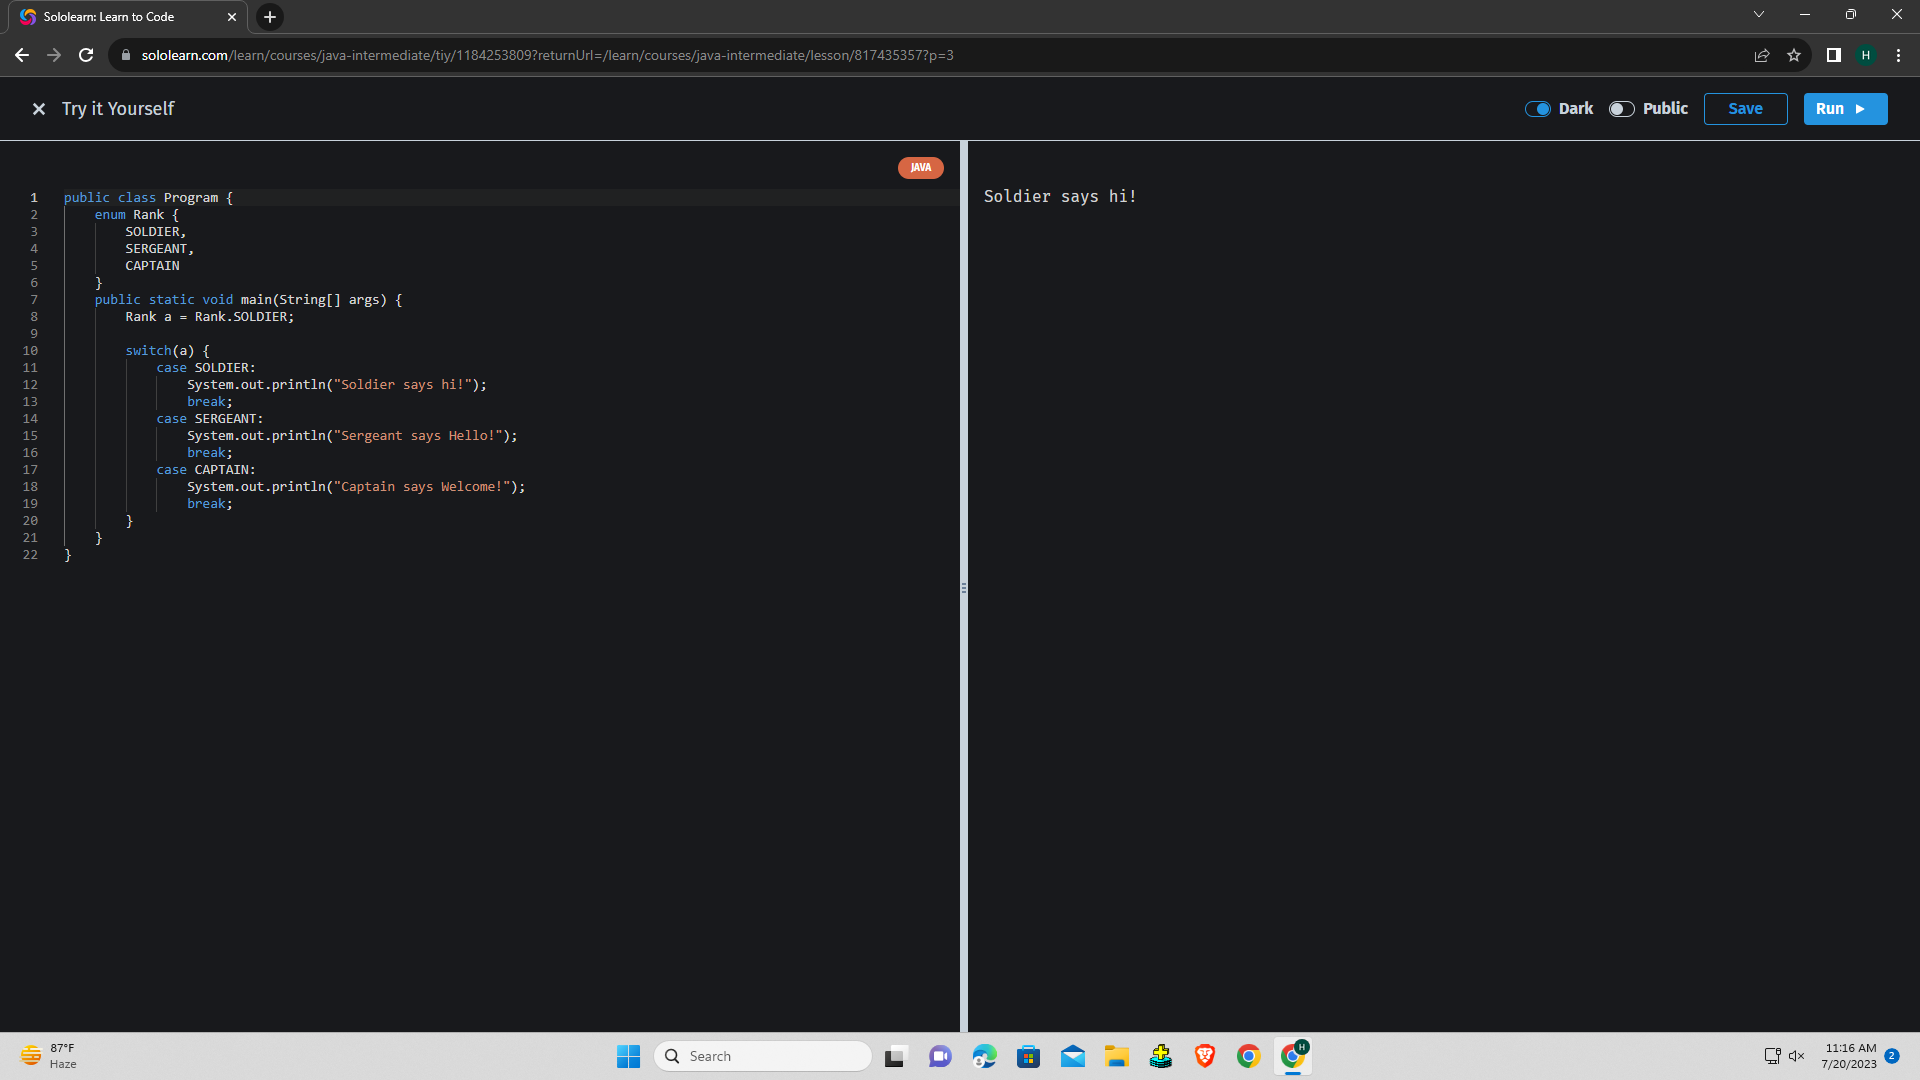 Sololearn: Learn to Code
sololearn.com/learn/courses/java-intermediate/tiy/1184253809?returnUrl=/learn/courses/java-intermediate/lesson/817435357?p=3
H
Try it Yourself
Dark
Public
Save
Run
JAVA
1 public class Program {
2 enum Rank {
3 SOLDIER,
4 SERGEANT,
5 CAPTAIN
6 }
7 public static void main(String[] args) {
8 Rank a = Rank.SOLDIER;
9
10 switch(a) {
11 case SOLDIER:
12 System.out.println("Soldier says hi!");
13 break;
14 case SERGEANT:
15 System.out.println("Sergeant says Hello!");
16 break;
17 case CAPTAIN:
18 System.out.println("Captain says Welcome!");
19 break;
20 }
21 }
22 }
Soldier says hi!
87°F
Haze
Search
H
11:16 AM
7/20/2023
2